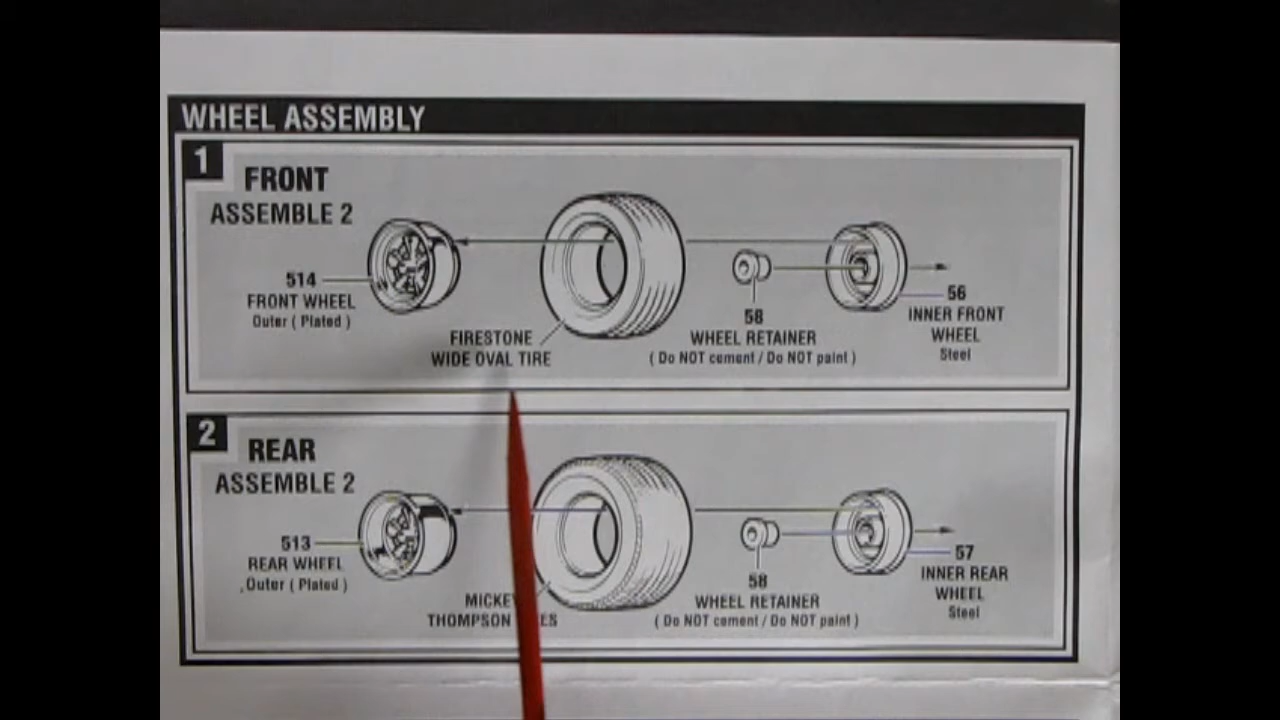 WHEEL ASSEMBLY
1
FRONT
ASSEMBLE 2
514
FRONT WHEEL
Outer ( Plated )
FIRESTONE
WIDE OVAL TIRE
58
WHEEL RETAINER
( Do NOT cement / Do NOT paint )
56
INNER FRONT
WHEEL
Steel
2
REAR
ASSEMBLE 2
513
REAR WHEEL
Outer ( Plated )
MICKEY
THOMPSON
58
WHEEL RETAINER
( Do NOT cement / Do NOT paint )
57
INNER REAR
WHEEL
Steel